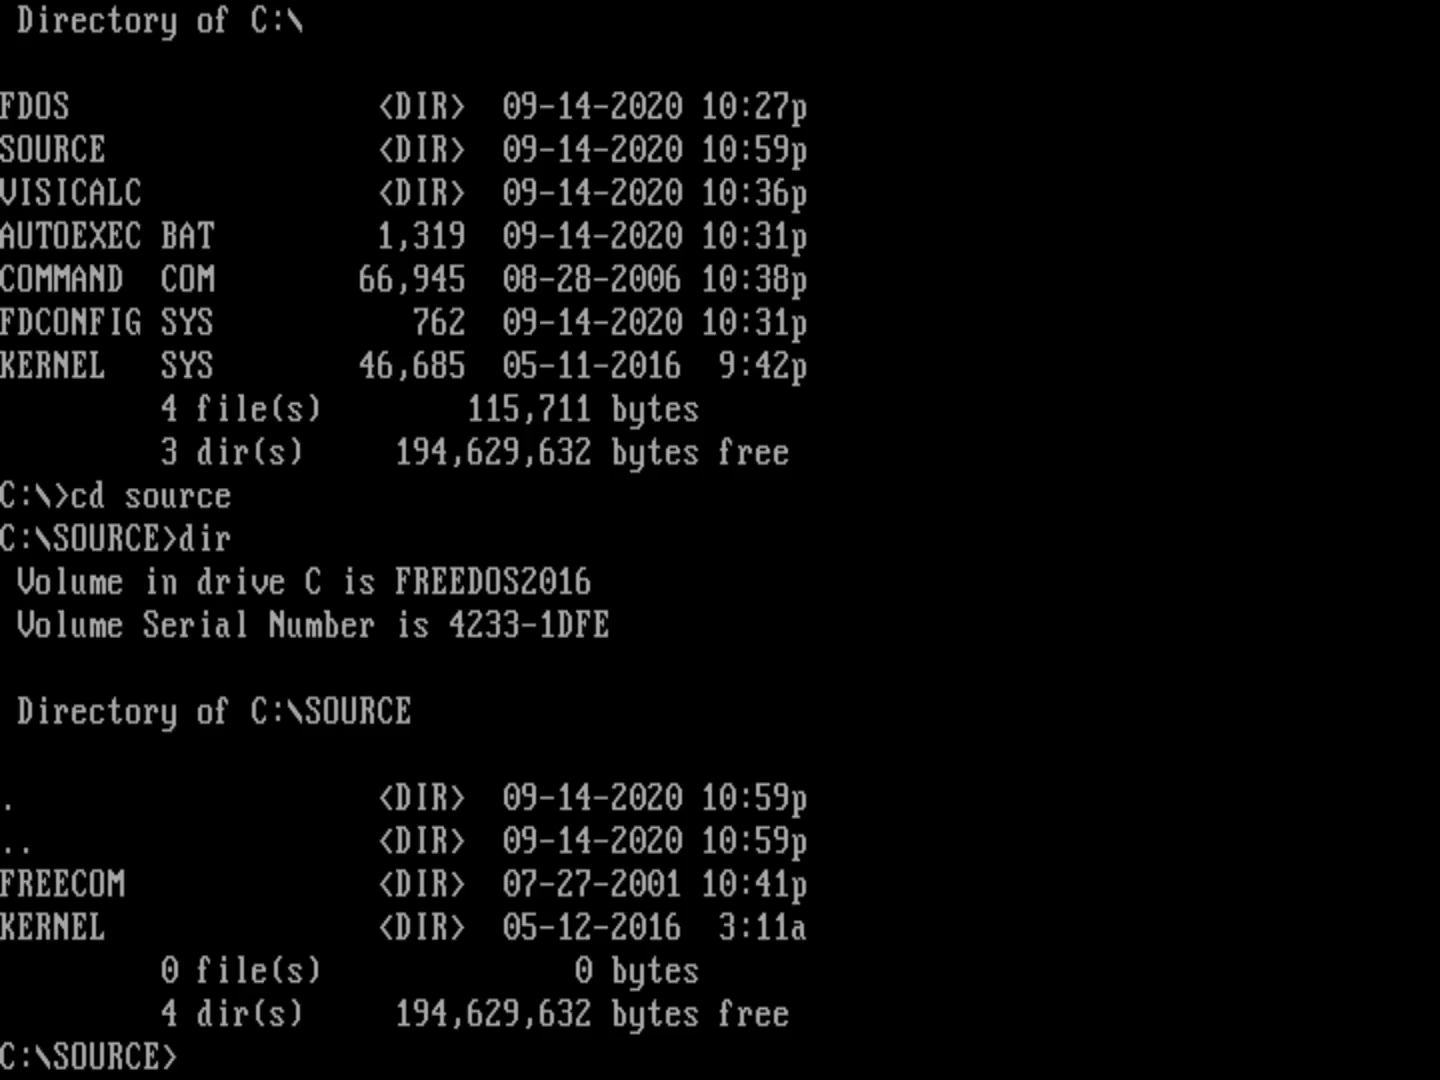 Directory of C:\

FDOS                 <DIR>  09-14-2020 10:27p
SOURCE               <DIR>  09-14-2020 10:59p
VISICALC             <DIR>  09-14-2020 10:36p
AUTOEXEC BAT         1,319  09-14-2020 10:31p
COMMAND  COM        66,945  08-28-2006 10:38p
FDCONFIG SYS           762  09-14-2020 10:31p
KERNEL   SYS        46,685  05-11-2016  9:42p
         4 file(s)        115,711 bytes
         3 dir(s)     194,629,632 bytes free
C:\>cd source
C:\SOURCE>dir
 Volume in drive C is FREEDOS2016
 Volume Serial Number is 4233-1DFE

 Directory of C:\SOURCE

.                    <DIR>  09-14-2020 10:59p
..                   <DIR>  09-14-2020 10:59p
FREECOM              <DIR>  07-27-2001 10:41p
KERNEL               <DIR>  05-12-2016  3:11a
         0 file(s)              0 bytes
         4 dir(s)     194,629,632 bytes free
C:\SOURCE>